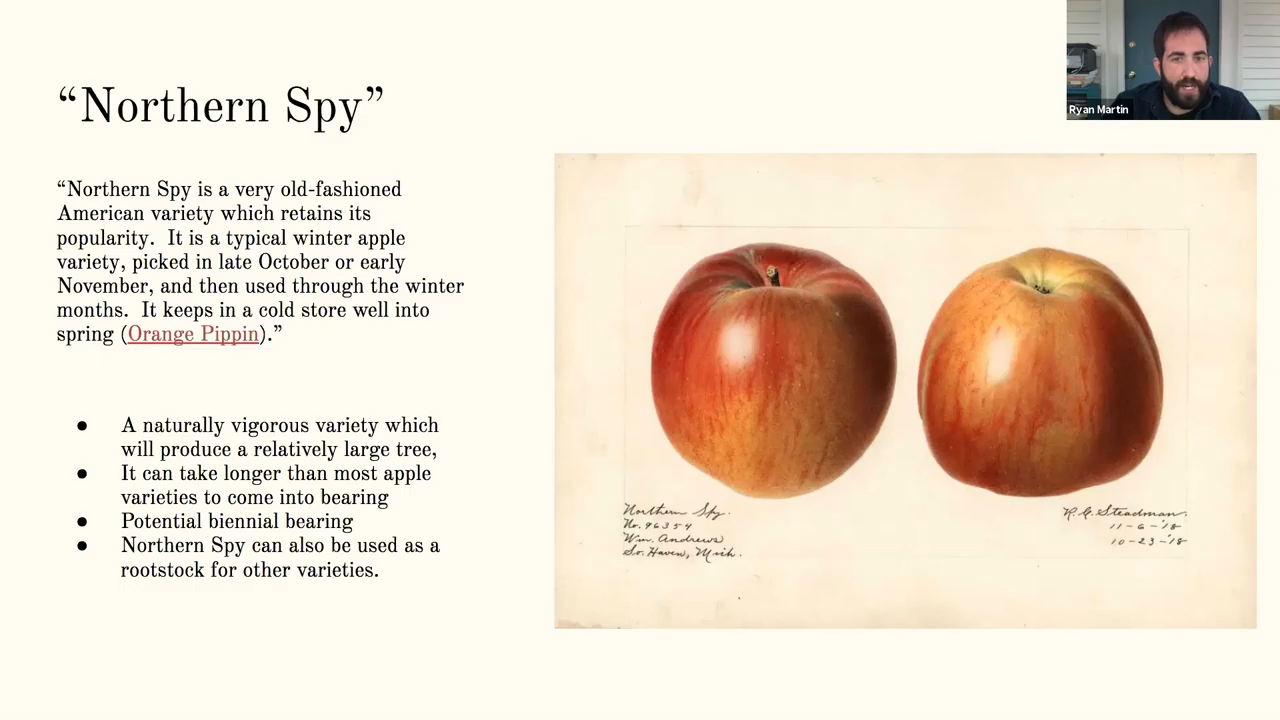 “Northern Spy”
Ryan Martin
“Northern Spy is a very old-fashioned
American variety which retains its
popularity.  It is a typical winter apple
variety, picked in late October or early
November, and then used through the winter
months.  It keeps in a cold store well into
spring (Orange Pippin).”
● A naturally vigorous variety which
will produce a relatively large tree,
● It can take longer than most apple
varieties to come into bearing
● Potential biennial bearing
● Northern Spy can also be used as a
rootstock for other varieties.
Northern Spy.
No. 96354
Wm. Andrews
So. Haven, Mich.
R. C. Steadman.
11-6-'18
10-23-'18